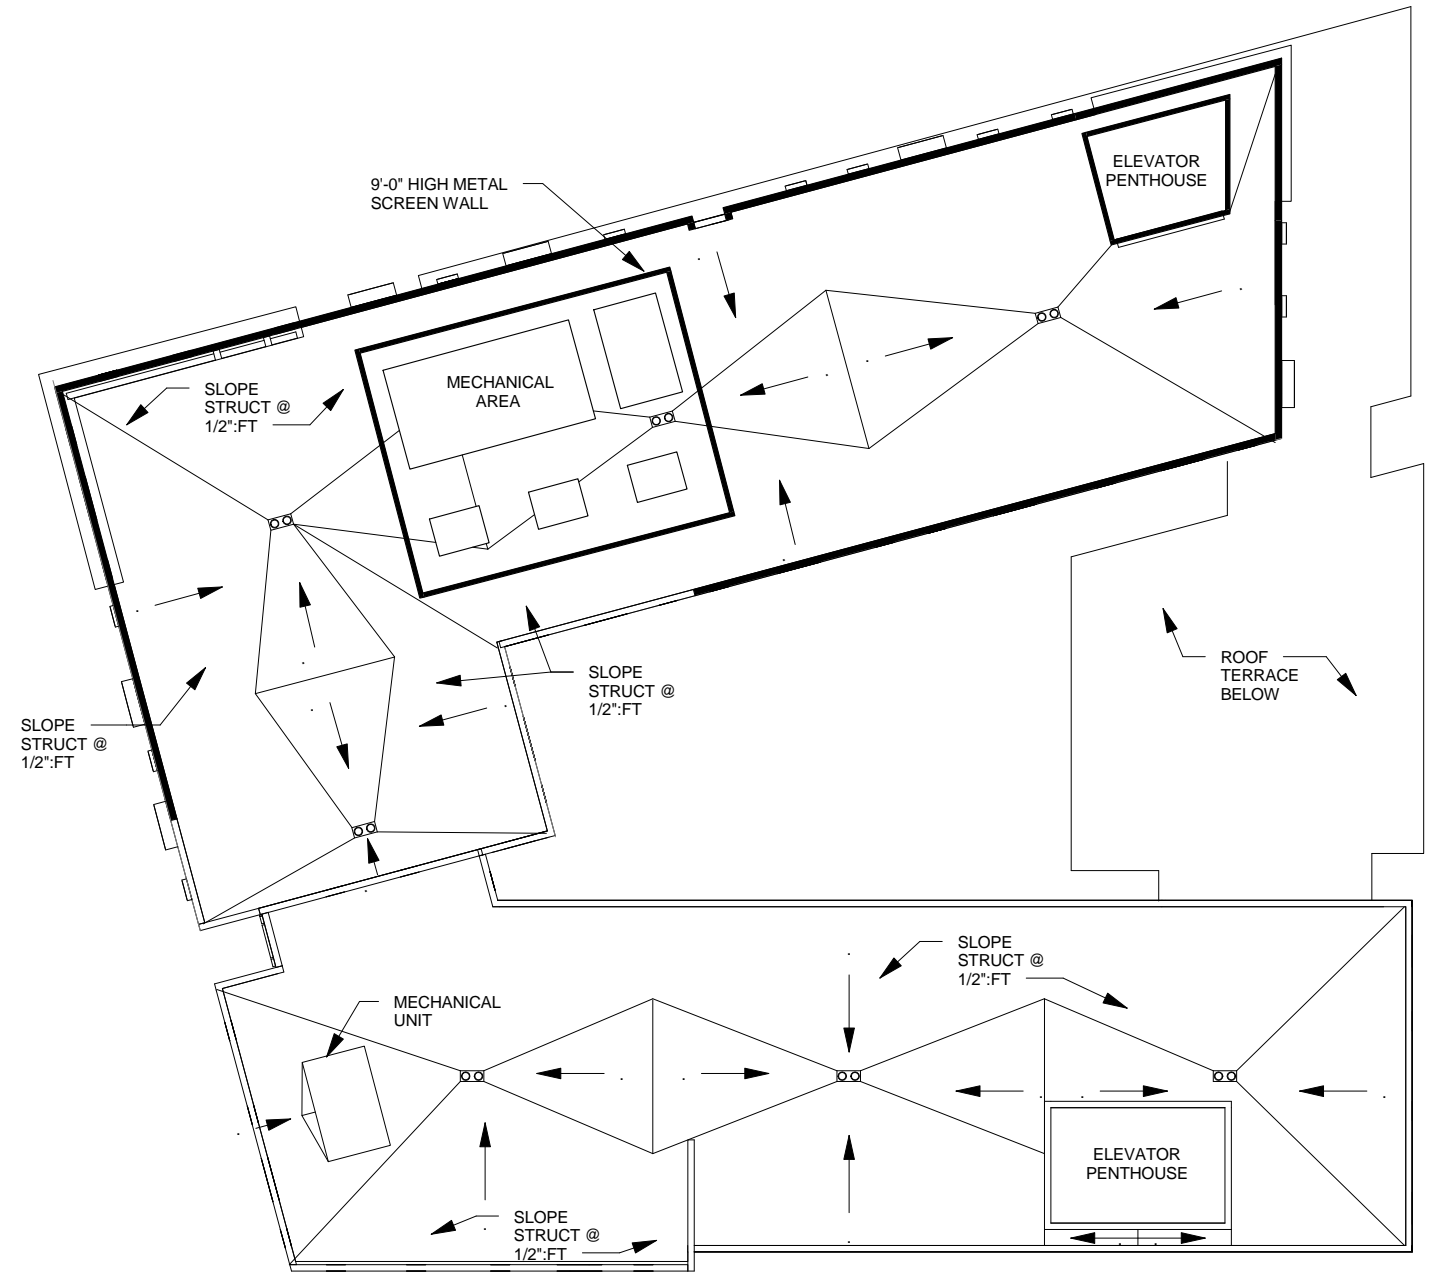 ELEVATOR
PENTHOUSE
9'-0" HIGH METAL
SCREEN WALL
MECHANICAL
AREA
SLOPE
STRUCT @
1/2":FT
SLOPE
STRUCT @
1/2":FT
ROOF
TERRACE
BELOW
SLOPE
STRUCT @
1/2":FT
SLOPE
STRUCT @
1/2":FT
MECHANICAL
UNIT
ELEVATOR
PENTHOUSE
SLOPE
STRUCT @
1/2":FT